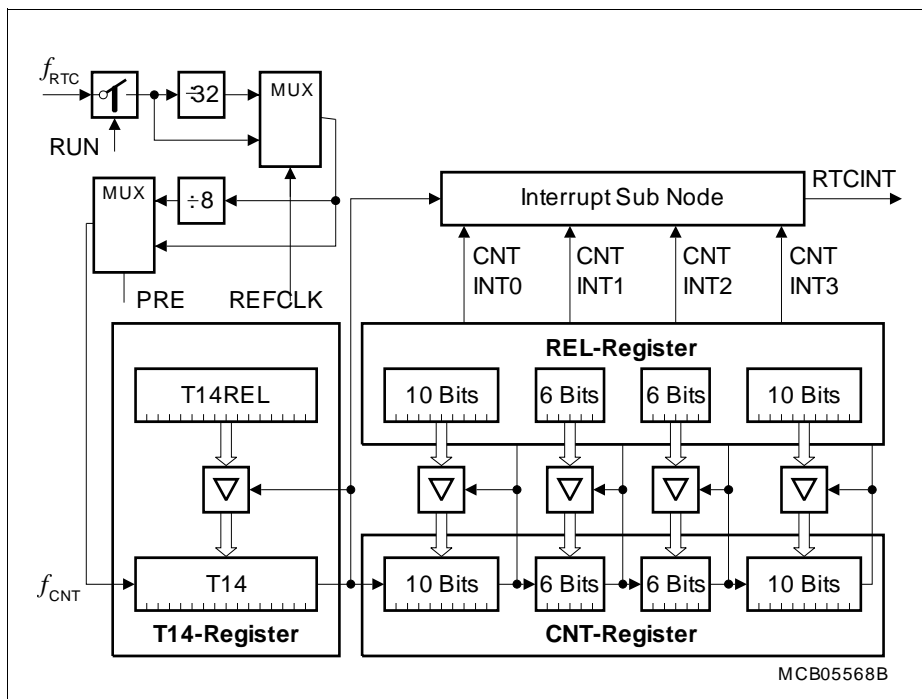 fRTC
÷32
MUX
RUN
MUX
÷8
Interrupt Sub Node
RTCINT
CNT INT0
CNT INT1
CNT INT2
CNT INT3
PRE
REFCLK
REL-Register
T14REL
10 Bits
6 Bits
6 Bits
10 Bits
fCNT
T14
10 Bits
6 Bits
6 Bits
10 Bits
T14-Register
CNT-Register
MCB05568B